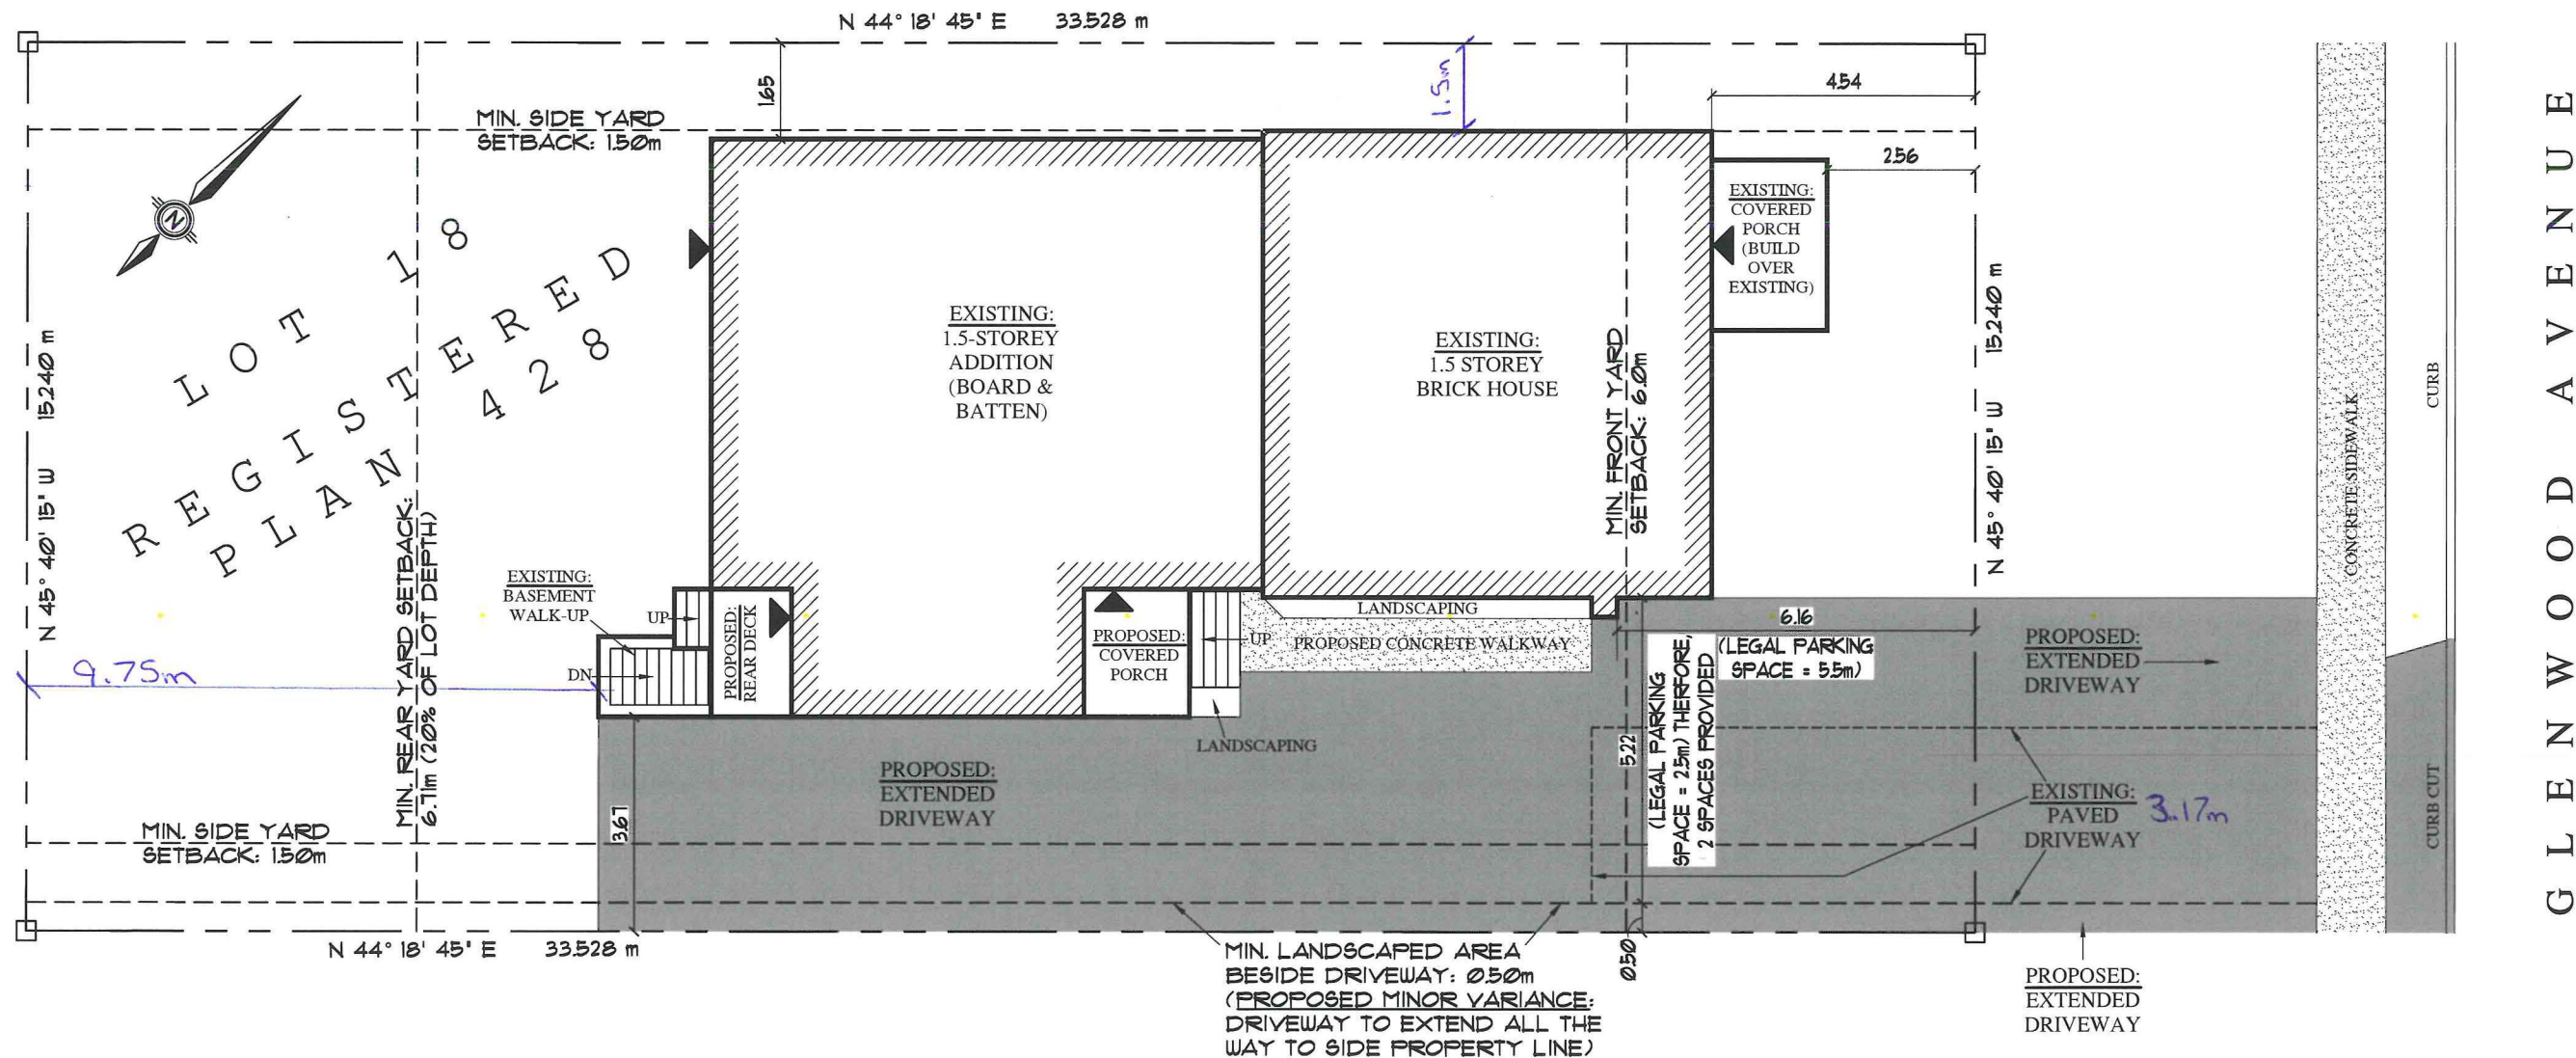 N 44° 18' 45" E 33.528 m
1.65
1.5m
4.54
MIN. SIDE YARD
SETBACK: 1.50m
2.56
N
LOT 18
REGISTERED
PLAN 428
EXISTING:
COVERED
PORCH
(BUILD
OVER
EXISTING)
EXISTING:
1.5-STOREY
ADDITION
(BOARD &
BATTEN)
EXISTING:
1.5 STOREY
BRICK HOUSE
MIN. FRONT YARD
SETBACK: 6.0m
N 45° 40' 15" W 15.240 m
N 45° 40' 15" W 15.240 m
CONCRETE SIDEWALK
CURB
GLENWOOD AVENUE
MIN. REAR YARD SETBACK:
6.71m (20% OF LOT DEPTH)
EXISTING:
BASEMENT
WALK-UP
UP
DN
PROPOSED:
REAR DECK
PROPOSED:
COVERED
PORCH
UP
LANDSCAPING
PROPOSED CONCRETE WALKWAY
LANDSCAPING
6.16
(LEGAL PARKING
SPACE = 5.5m)
PROPOSED:
EXTENDED
DRIVEWAY
9.75m
5.22
(LEGAL PARKING
SPACE = 2.5m) THERFORE,
2 SPACES PROVIDED
PROPOSED:
EXTENDED
DRIVEWAY
3.67
EXISTING:
PAVED
DRIVEWAY
3.17m
CURB CUT
MIN. SIDE YARD
SETBACK: 1.50m
N 44° 18' 45" E 33.528 m
0.50
MIN. LANDSCAPED AREA
BESIDE DRIVEWAY: 0.50m
(PROPOSED MINOR VARIANCE:
DRIVEWAY TO EXTEND ALL THE
WAY TO SIDE PROPERTY LINE)
PROPOSED:
EXTENDED
DRIVEWAY